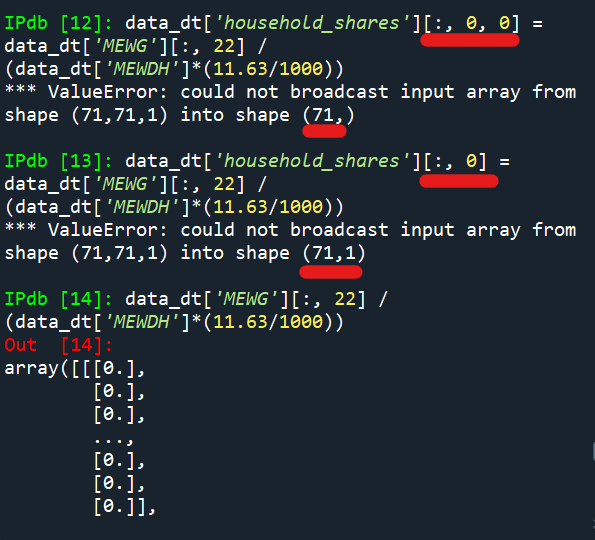 IPdb [12]: data_dt['household_shares'][:, 0, 0] =
data_dt['MEWG'][:, 22] /
(data_dt['MEWDH']*(11.63/1000))
*** ValueError: could not broadcast input array from
shape (71,71,1) into shape (71,)
IPdb [13]: data_dt['household_shares'][:, 0] =
data_dt['MEWG'][:, 22] /
(data_dt['MEWDH']*(11.63/1000))
*** ValueError: could not broadcast input array from
shape (71,71,1) into shape (71,1)
IPdb [14]: data_dt['MEWG'][:, 22] /
(data_dt['MEWDH']*(11.63/1000))
Out  [14]:
array([[[0.],
        [0.],
        [0.],
        ...,
        [0.],
        [0.],
        [0.]],